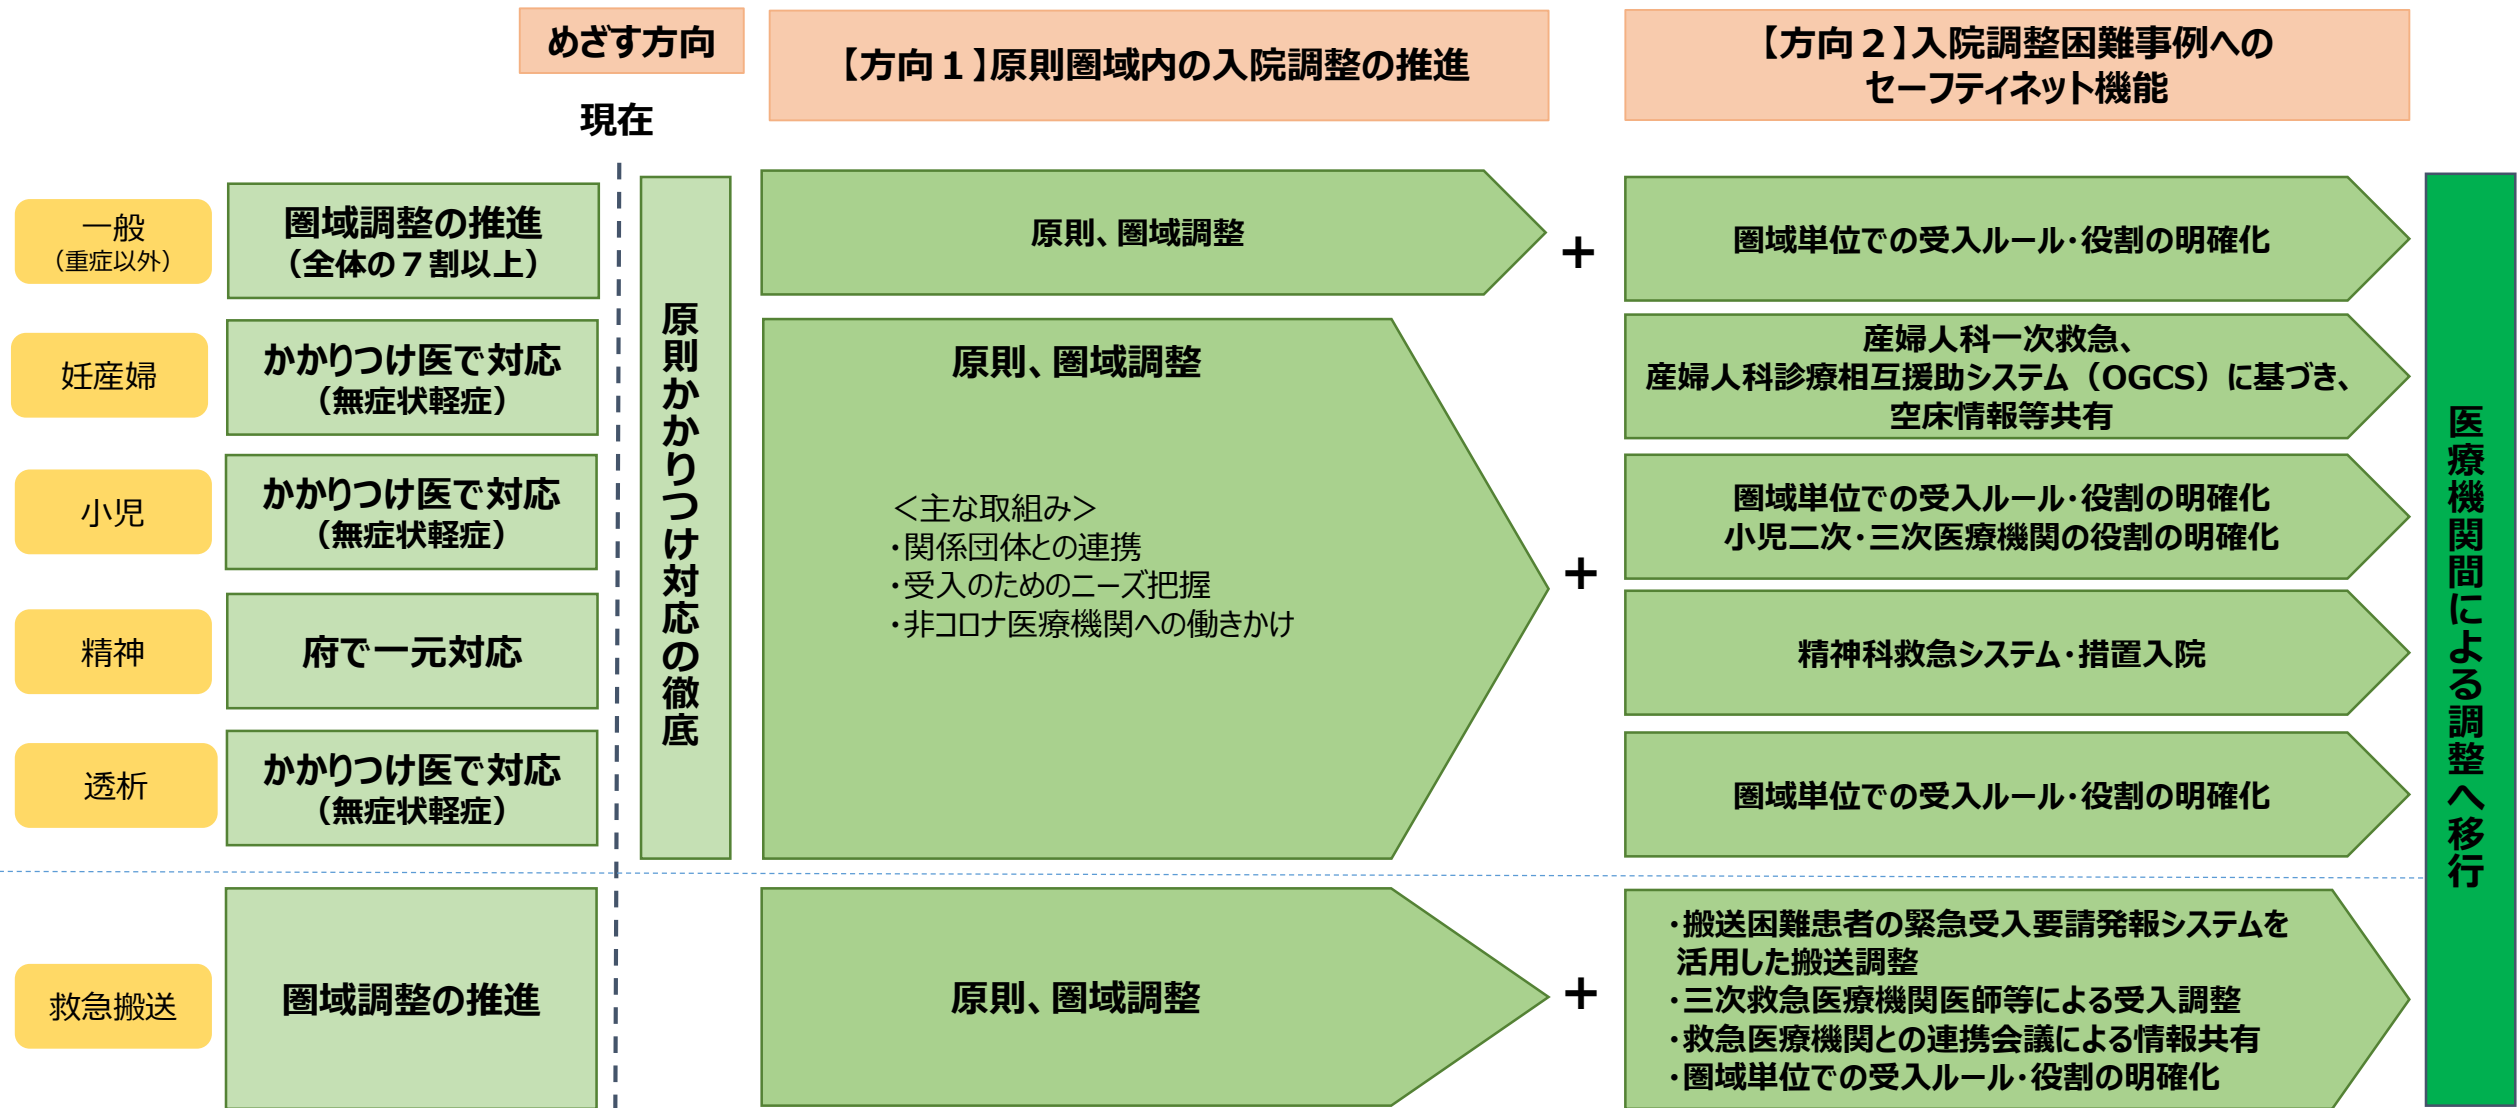 めざす方向
【方向１】原則圏域内の入院調整の推進
【方向２】入院調整困難事例への
セーフティネット機能
現在
一般
（重症以外）
圏域調整の推進
（全体の７割以上）
原則かかりつけ対応の徹底
原則、圏域調整
＋
圏域単位での受入ルール・役割の明確化
医療機関間による調整へ移行
妊産婦
かかりつけ医で対応
（無症状軽症）
原則、圏域調整
＜主な取組み＞
・関係団体との連携
・受入のためのニーズ把握
・非コロナ医療機関への働きかけ
＋
産婦人科一次救急、
産婦人科診療相互援助システム（OGCS）に基づき、
空床情報等共有
小児
かかりつけ医で対応
（無症状軽症）
圏域単位での受入ルール・役割の明確化
小児二次・三次医療機関の役割の明確化
精神
府で一元対応
精神科救急システム・措置入院
透析
かかりつけ医で対応
（無症状軽症）
圏域単位での受入ルール・役割の明確化
救急搬送
圏域調整の推進
原則、圏域調整
＋
・搬送困難患者の緊急受入要請発報システムを
活用した搬送調整
・三次救急医療機関医師等による受入調整
・救急医療機関との連携会議による情報共有
・圏域単位での受入ルール・役割の明確化